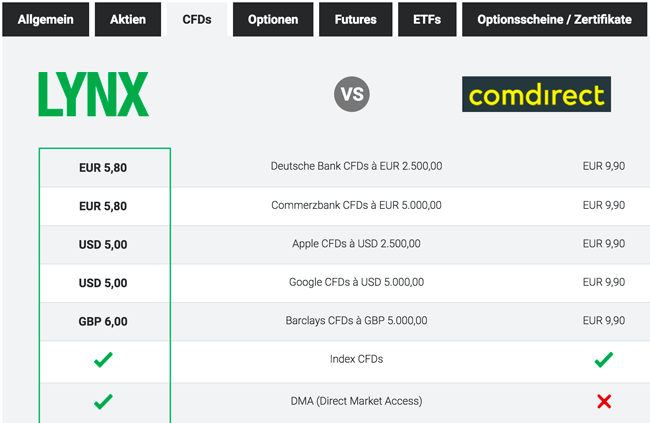 Allgemein Aktien CFDs Optionen Futures ETFs Optionsscheine / Zertifikate
LYNX VS comdirect
EUR 5,80 Deutsche Bank CFDs à EUR 2.500,00 EUR 9,90
EUR 5,80 Commerzbank CFDs à EUR 5.000,00 EUR 9,90
USD 5,00 Apple CFDs à USD 2.500,00 EUR 9,90
USD 5,00 Google CFDs à USD 5.000,00 EUR 9,90
GBP 6,00 Barclays CFDs à GBP 5.000,00 EUR 9,90
Index CFDs
DMA (Direct Market Access)